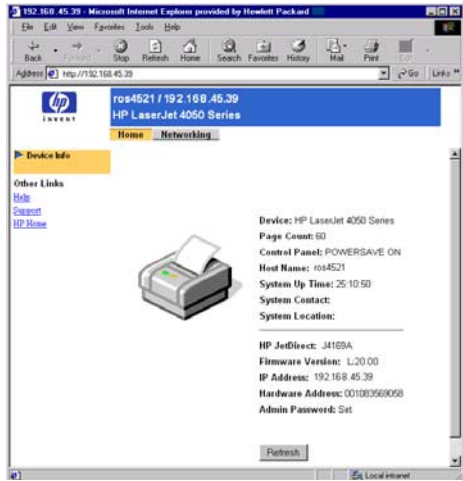 192.168.45.39 - Microsoft Internet Explorer provided by Hewlett Packard
File Edit View Favorites Tools Help
Back Forward Stop Refresh Home Search Favorites History Mail Print Edit
Address http://192.168.45.39 Go Links »
hp
invent
ros4521 / 192.168.45.39
HP LaserJet 4050 Series
Home Networking
Device Info
Other Links
Help
Support
HP Home
Device: HP LaserJet 4050 Series
Page Count: 60
Control Panel: POWERSAVE ON
Host Name: ros4521
System Up Time: 25:10:50
System Contact:
System Location:
HP JetDirect: J4169A
Firmware Version: L.20.00
IP Address: 192.168.45.39
Hardware Address: 001083569058
Admin Password: Set
Refresh
Local intranet